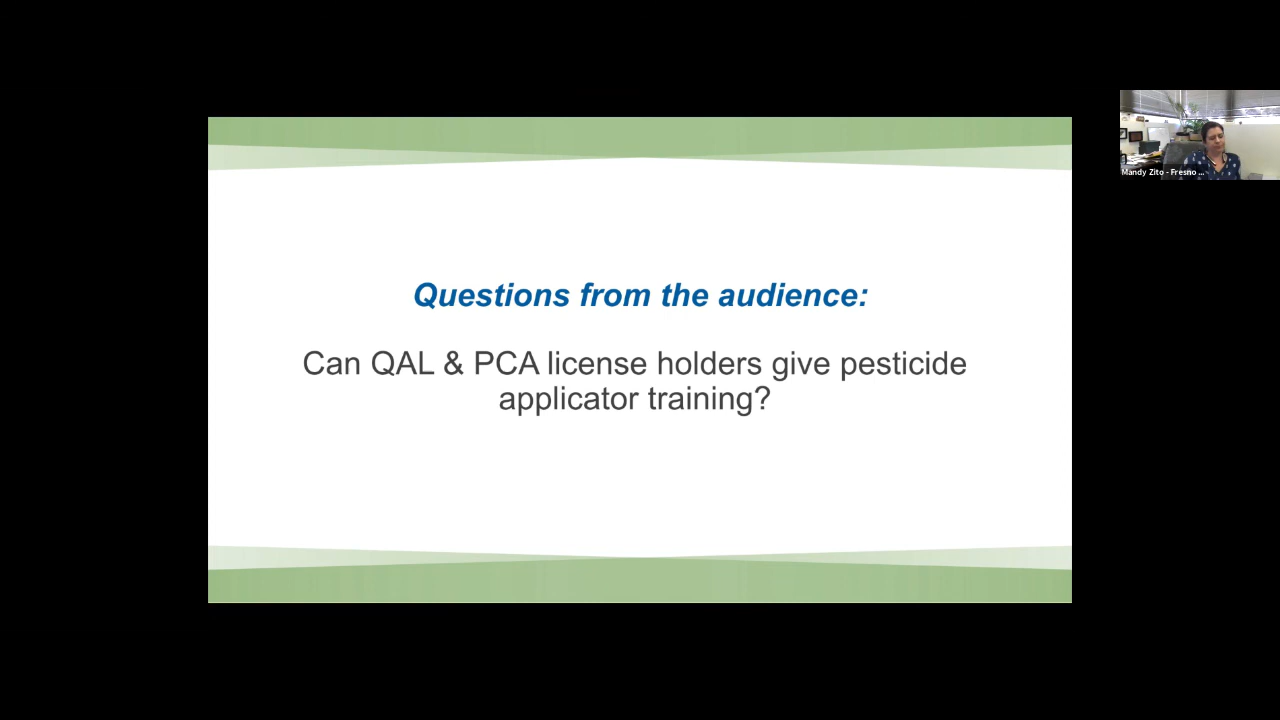 Questions from the audience:
Can QAL & PCA license holders give pesticide
applicator training?
Mandy Zito - Fresno ...